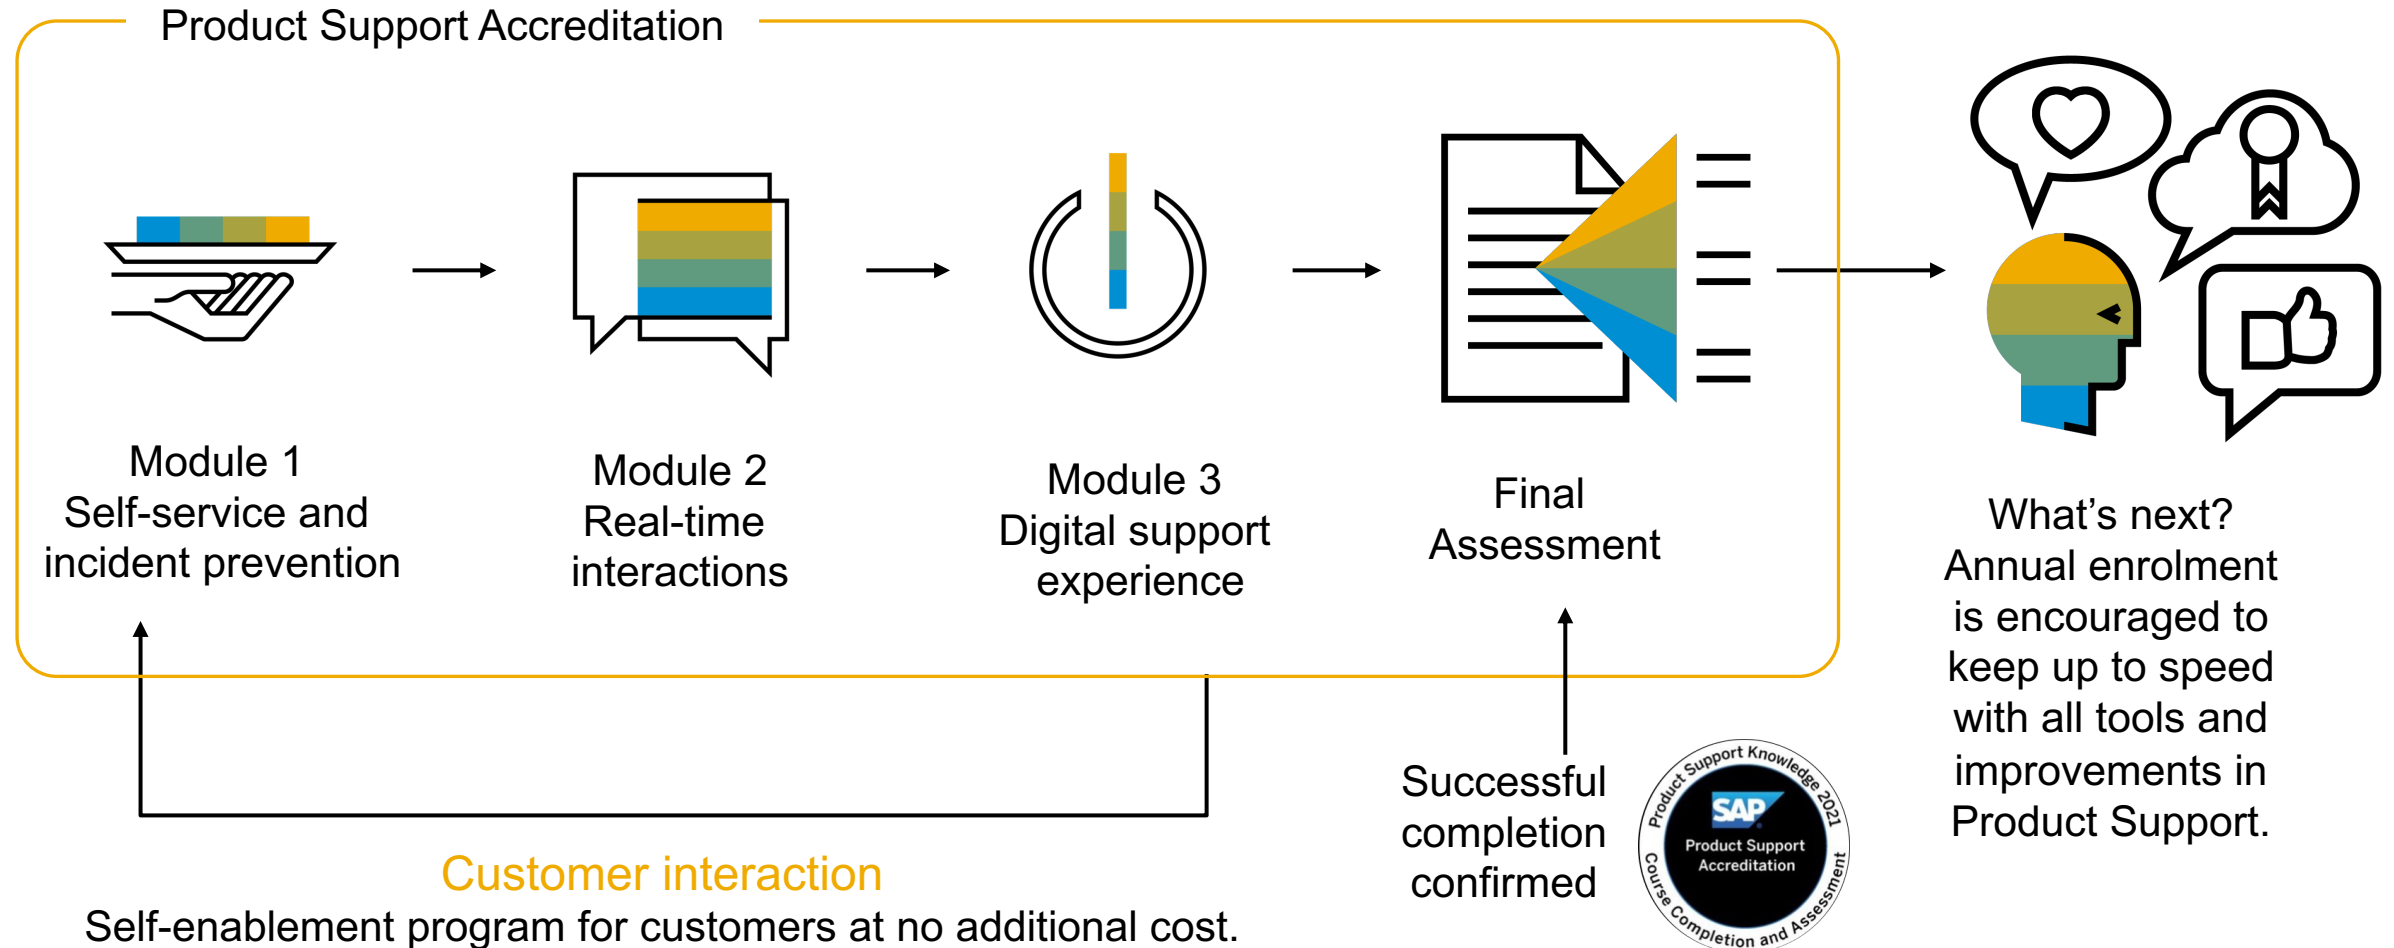 Product Support Accreditation
Module 1
Self-service and
incident prevention
Module 2
Real-time
interactions
Module 3
Digital support
experience
Final
Assessment
What’s next?
Annual enrolment
is encouraged to
keep up to speed
with all tools and
improvements in
Product Support.
Customer interaction
Self-enablement program for customers at no additional cost.
Successful
completion
confirmed
Product Support Knowledge 2021
SAP
Product Support
Accreditation
Course Completion and Assessment